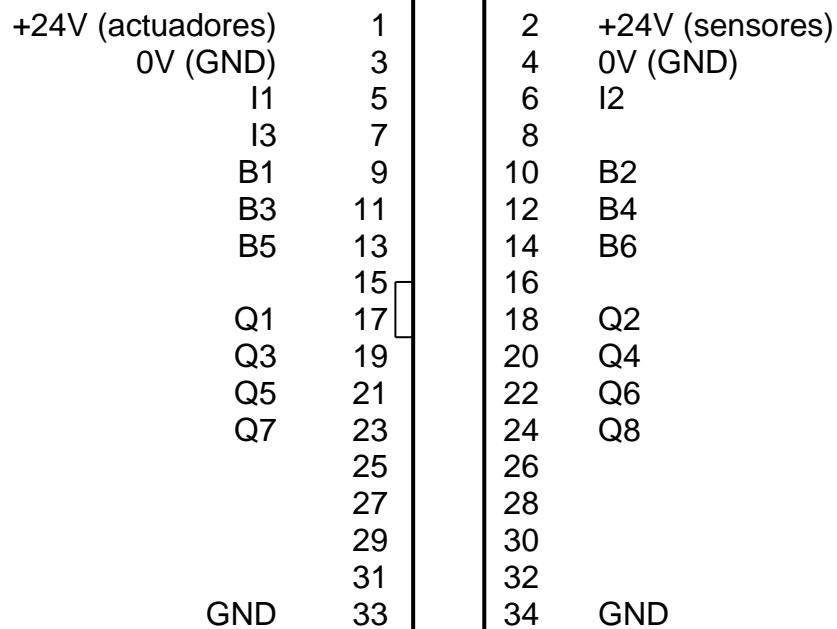 +24V (actuadores) 1 2 +24V (sensores)
0V (GND) 3 4 0V (GND)
I1 5 6 I2
I3 7 8
B1 9 10 B2
B3 11 12 B4
B5 13 14 B6
15 16
Q1 17 18 Q2
Q3 19 20 Q4
Q5 21 22 Q6
Q7 23 24 Q8
25 26
27 28
29 30
31 32
GND 33 34 GND